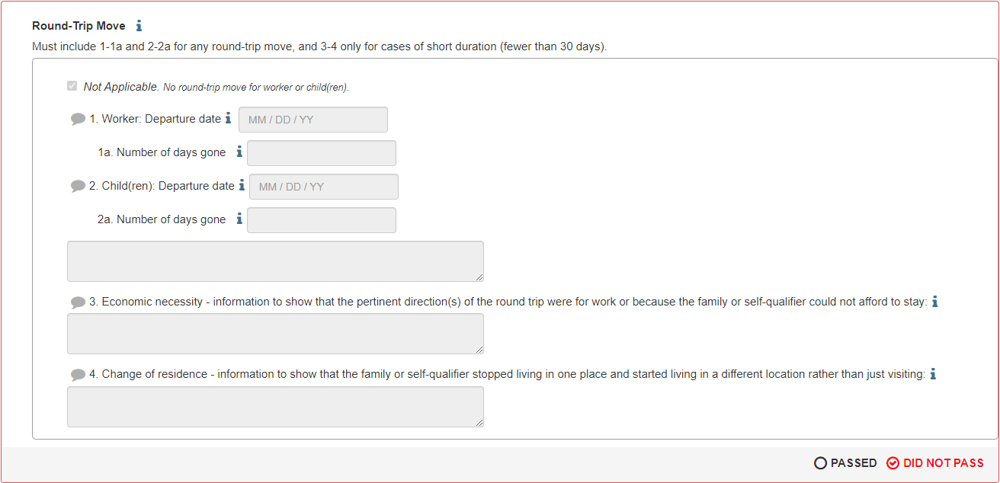 Round-Trip Move
Must include 1-1a and 2-2a for any round-trip move, and 3-4 only for cases of short duration (fewer than 30 days).
Not Applicable. No round-trip move for worker or child(ren).
1. Worker: Departure date MM / DD / YY
1a. Number of days gone
2. Child(ren): Departure date MM / DD / YY
2a. Number of days gone
3. Economic necessity - information to show that the pertinent direction(s) of the round trip were for work or because the family or self-qualifier could not afford to stay:
4. Change of residence - information to show that the family or self-qualifier stopped living in one place and started living in a different location rather than just visiting:
PASSED DID NOT PASS